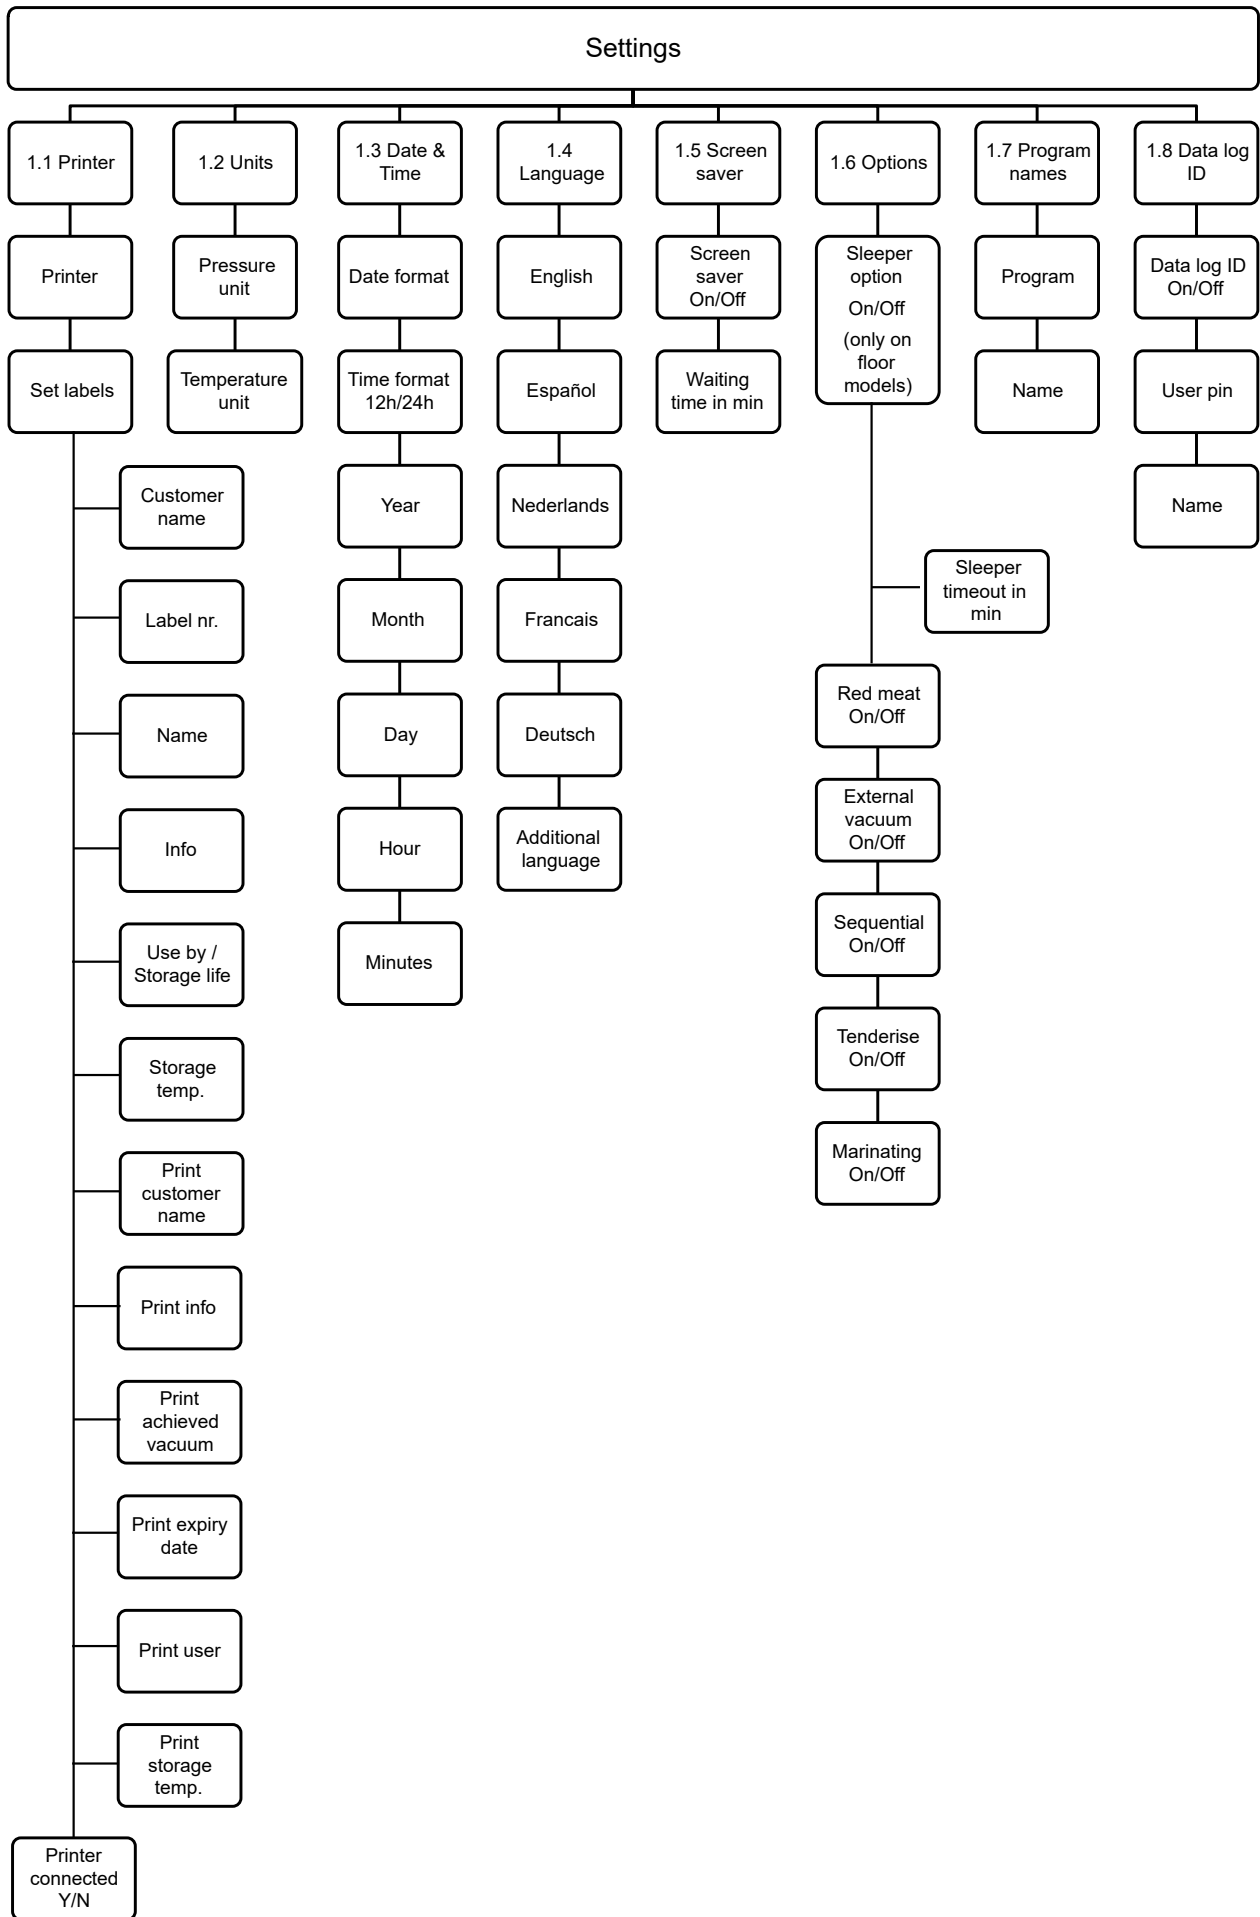 Settings
1.1 Printer
Printer
Set labels
Customer
name
Label nr.
Name
Info
Use by /
Storage life
Storage
temp.
Print
customer
name
Print info
Print
achieved
vacuum
Print expiry
date
Print user
Print
storage
temp.
Printer
connected
Y/N
1.2 Units
Pressure
unit
Temperature
unit
1.3 Date &
Time
Date format
Time format
12h/24h
Year
Month
Day
Hour
Minutes
1.4
Language
English
Español
Nederlands
Francais
Deutsch
Additional
language
1.5 Screen
saver
Screen
saver
On/Off
Waiting
time in min
1.6 Options
Sleeper
option
On/Off
(only on
floor
models)
Sleeper
timeout in
min
Red meat
On/Off
External
vacuum
On/Off
Sequential
On/Off
Tenderise
On/Off
Marinating
On/Off
1.7 Program
names
Program
Name
1.8 Data log
ID
Data log ID
On/Off
User pin
Name